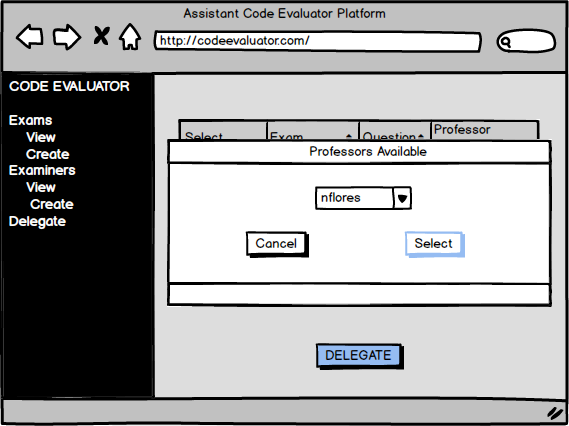 Assistant Code Evaluator Platform
http://codeevaluator.com/
CODE EVALUATOR
Exams
View
Create
Examiners
View
Create
Delegate
Select Exam Question Professor
Professors Available
nflores
Cancel Select
DELEGATE